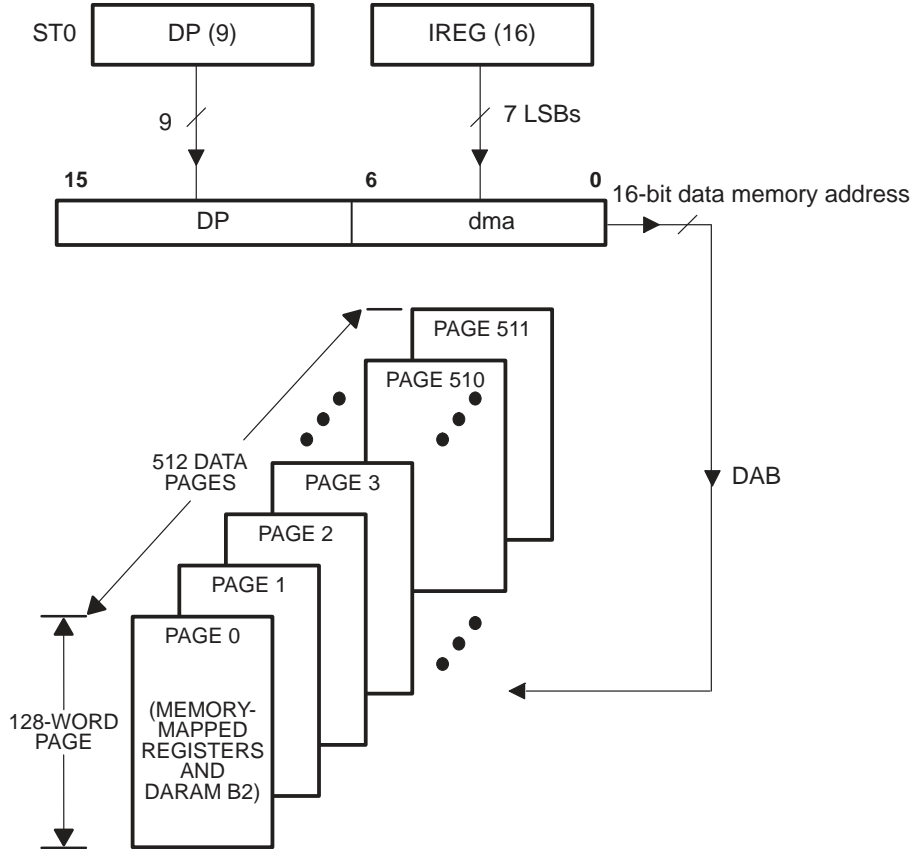 ST0
DP (9)
IREG (16)
9
7 LSBs
15
6
0
16-bit data memory address
DP
dma
PAGE 511
PAGE 510
512 DATA
PAGES
PAGE 3
DAB
PAGE 2
PAGE 1
PAGE 0
128-WORD
PAGE
(MEMORY-
MAPPED
REGISTERS
AND
DARAM B2)